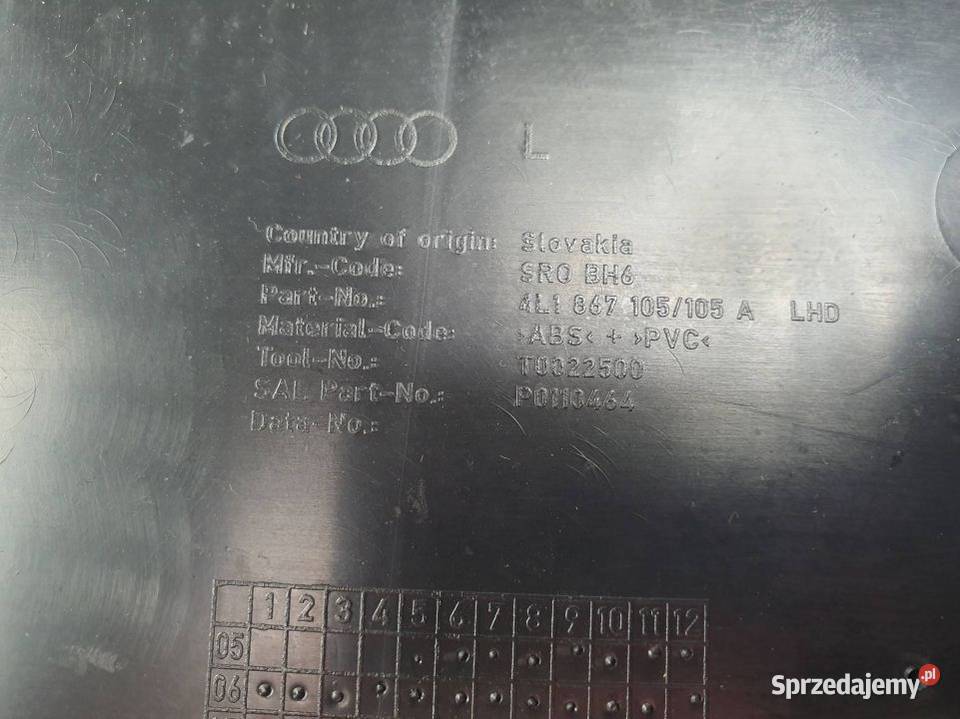 L
Country of origin: Slovakia
Mfr.-Code: SRO BH6
Part-No.: 4L1 867 105/105 A LHD
Material-Code: ›ABS‹ + ›PVC‹
Tool-No.: T0022500
SAL Part-No.: P0110464
Data-No.:
1 2 3 4 5 6 7 8 9 10 11 12
05
06
Sprzedajemy.pl